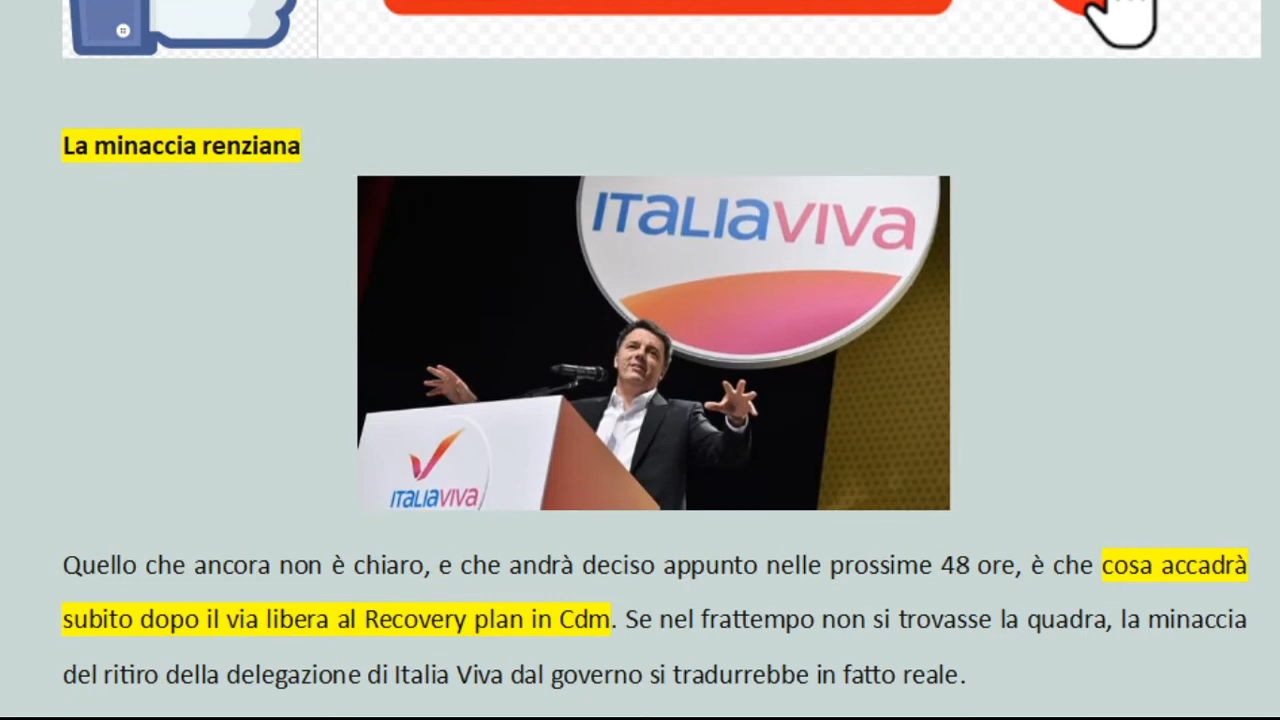 La minaccia renziana
ITALIAVIVA
ITALIAVIVA
Quello che ancora non è chiaro, e che andrà deciso appunto nelle prossime 48 ore, è che cosa accadrà
subito dopo il via libera al Recovery plan in Cdm. Se nel frattempo non si trovasse la quadra, la minaccia
del ritiro della delegazione di Italia Viva dal governo si tradurrebbe in fatto reale.